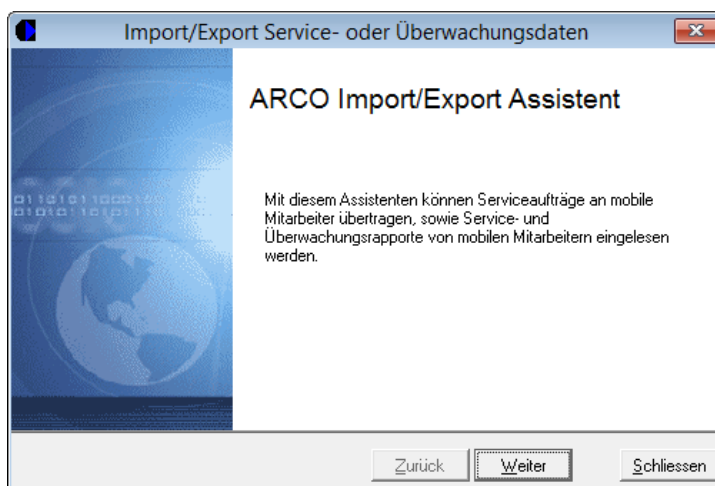 Import/Export Service- oder Überwachungsdaten
ARCO Import/Export Assistent
Mit diesem Assistenten können Serviceaufträge an mobile
Mitarbeiter übertragen, sowie Service- und
Überwachungsrapporte von mobilen Mitarbeitern eingelesen
werden.
Zurück
Weiter
Schliessen